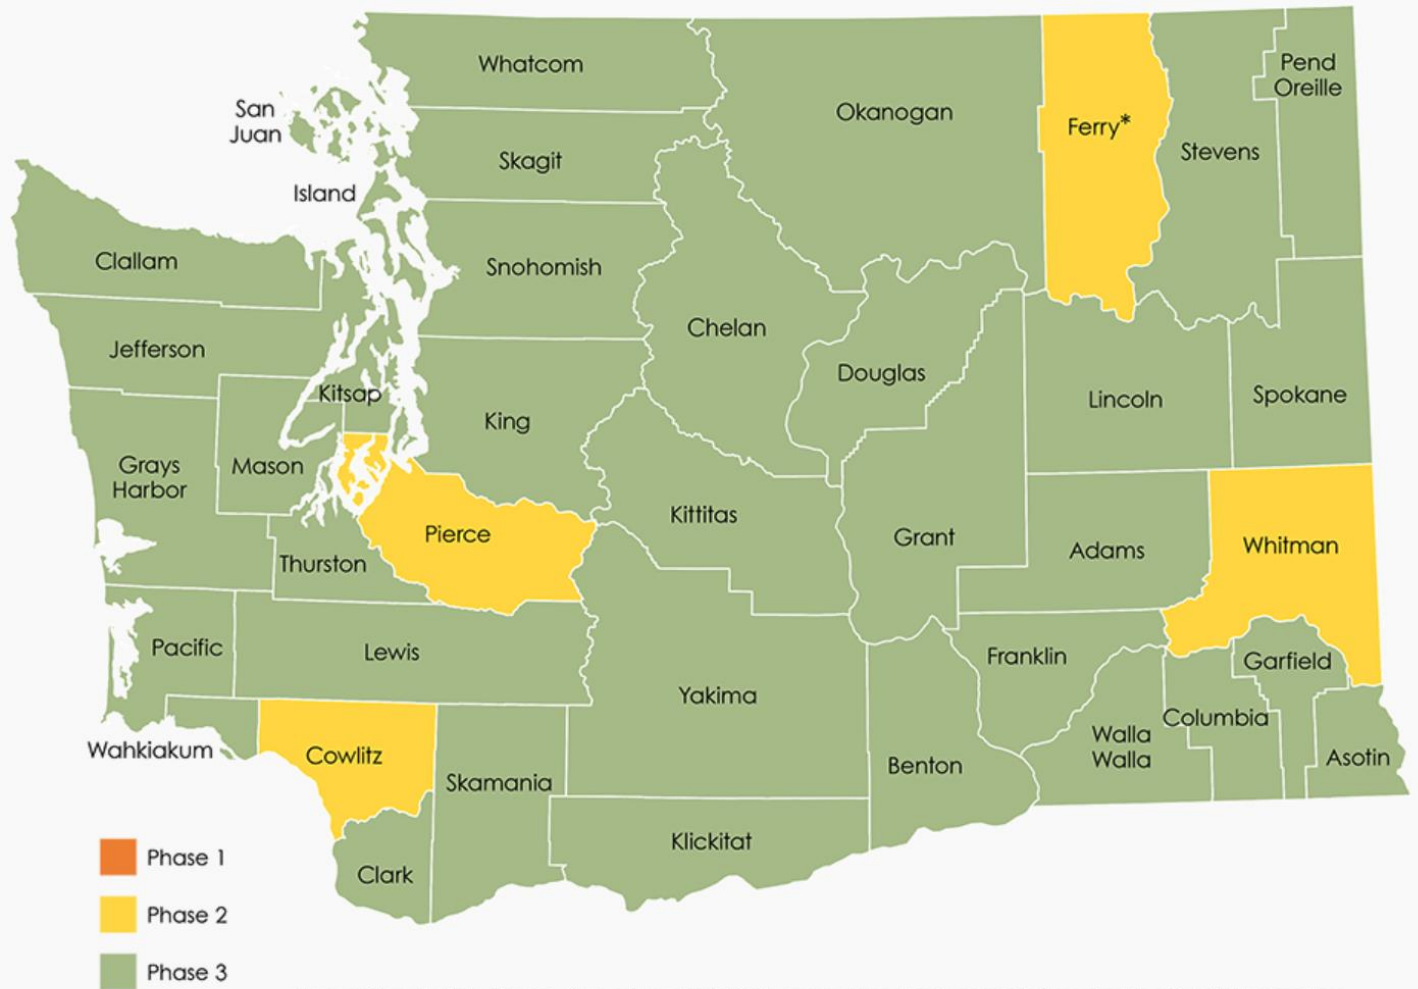 Whatcom
Okanogan
Pend
Oreille
San
Juan
Ferry*
Stevens
Skagit
Island
Clallam
Snohomish
Chelan
Jefferson
Douglas
Kitsap
Lincoln
Spokane
King
Grays
Harbor
Mason
Kittitas
Pierce
Grant
Adams
Whitman
Thurston
Pacific
Lewis
Franklin
Garfield
Yakima
Columbia
Wahkiakum
Cowlitz
Walla
Walla
Asotin
Skamania
Benton
Klickitat
Clark
Phase 1
Phase 2
Phase 3